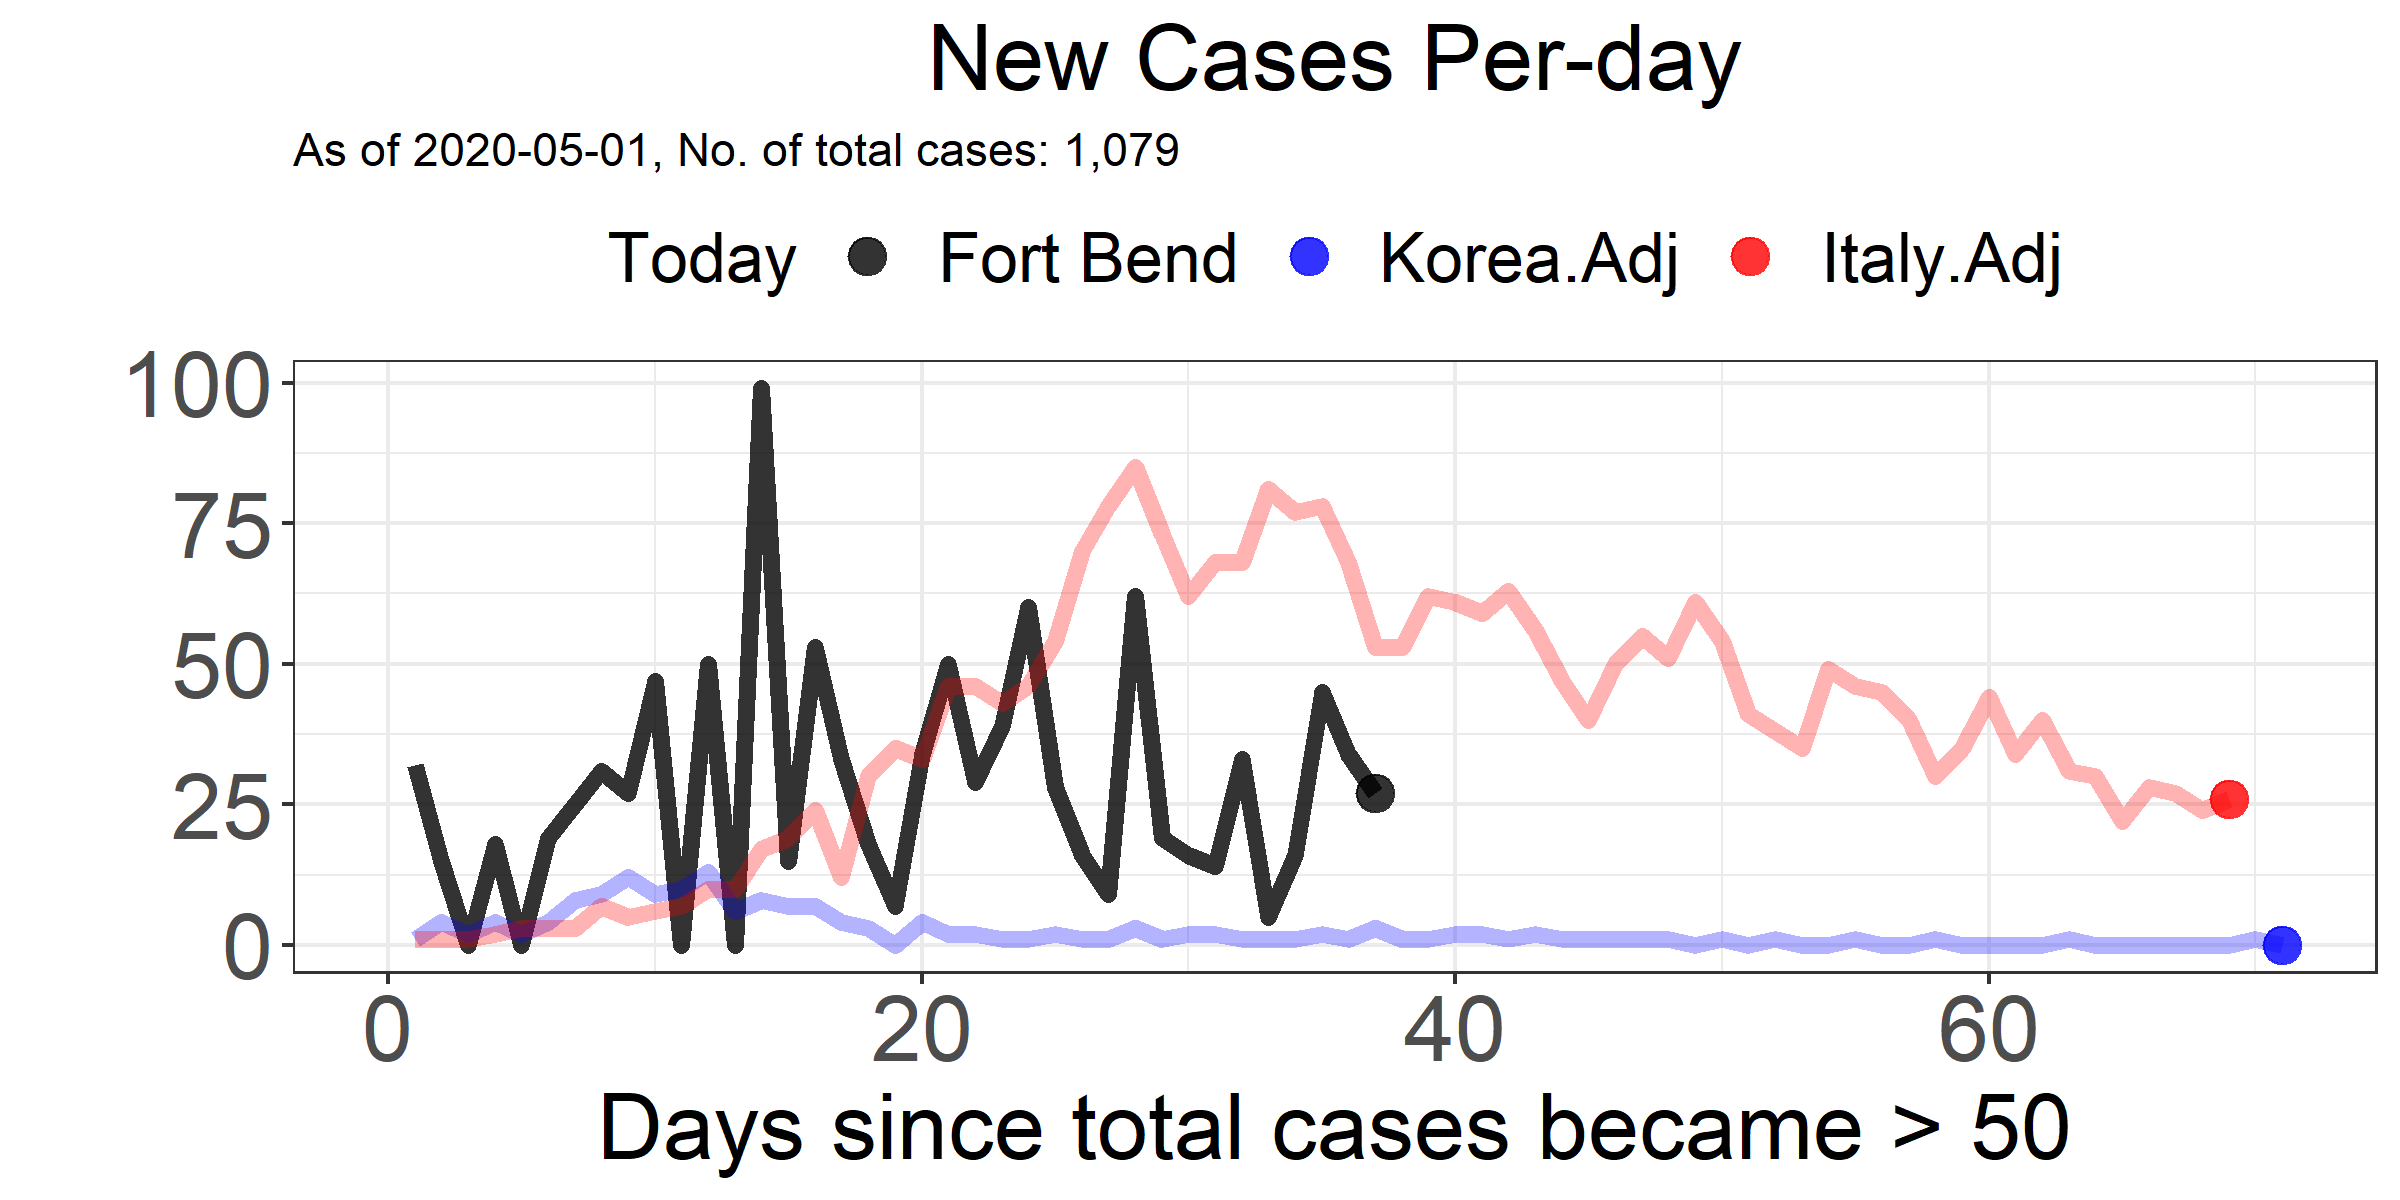 New Cases Per-day
As of 2020-05-01, No. of total cases: 1,079
Today Fort Bend Korea.Adj Italy.Adj
100
75
50
25
0
0 20 40 60
Days since total cases became > 50